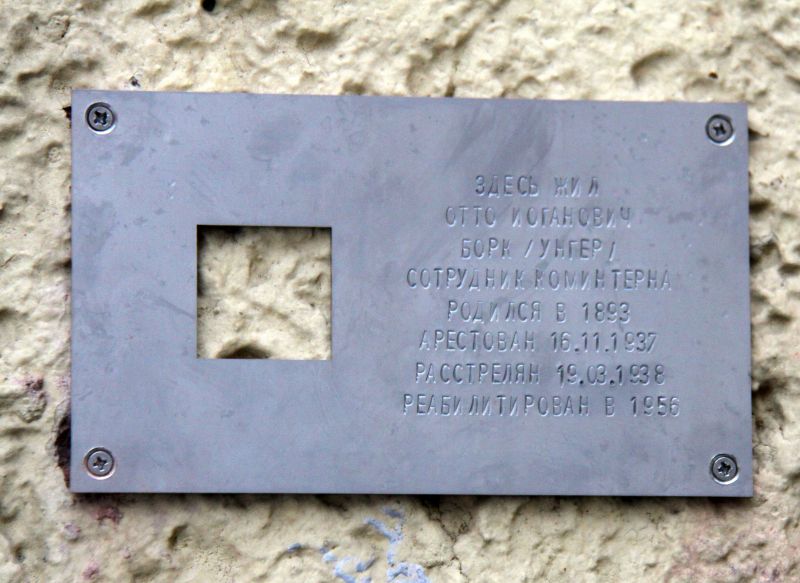 ЗДЕСЬ ЖИЛ
ОТТО ИОГАНОВИЧ
БОРК /УНГЕР/
СОТРУДНИК КОМИНТЕРНА
РОДИЛСЯ В 1893
АРЕСТОВАН 16.11.1937
РАССТРЕЛЯН 19.03.1938
РЕАБИЛИТИРОВАН В 1956